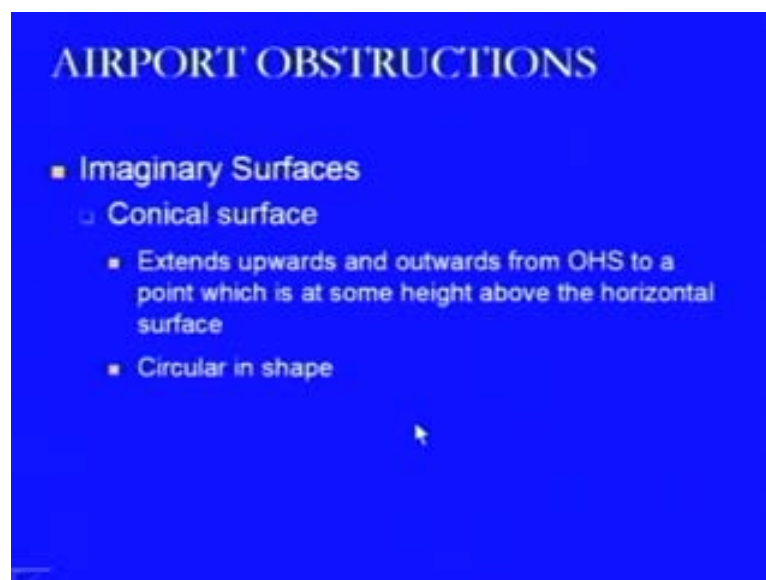 AIRPORT OBSTRUCTIONS
Imaginary Surfaces
Conical surface
Extends upwards and outwards from OHS to a
point which is at some height above the horizontal
surface
Circular in shape